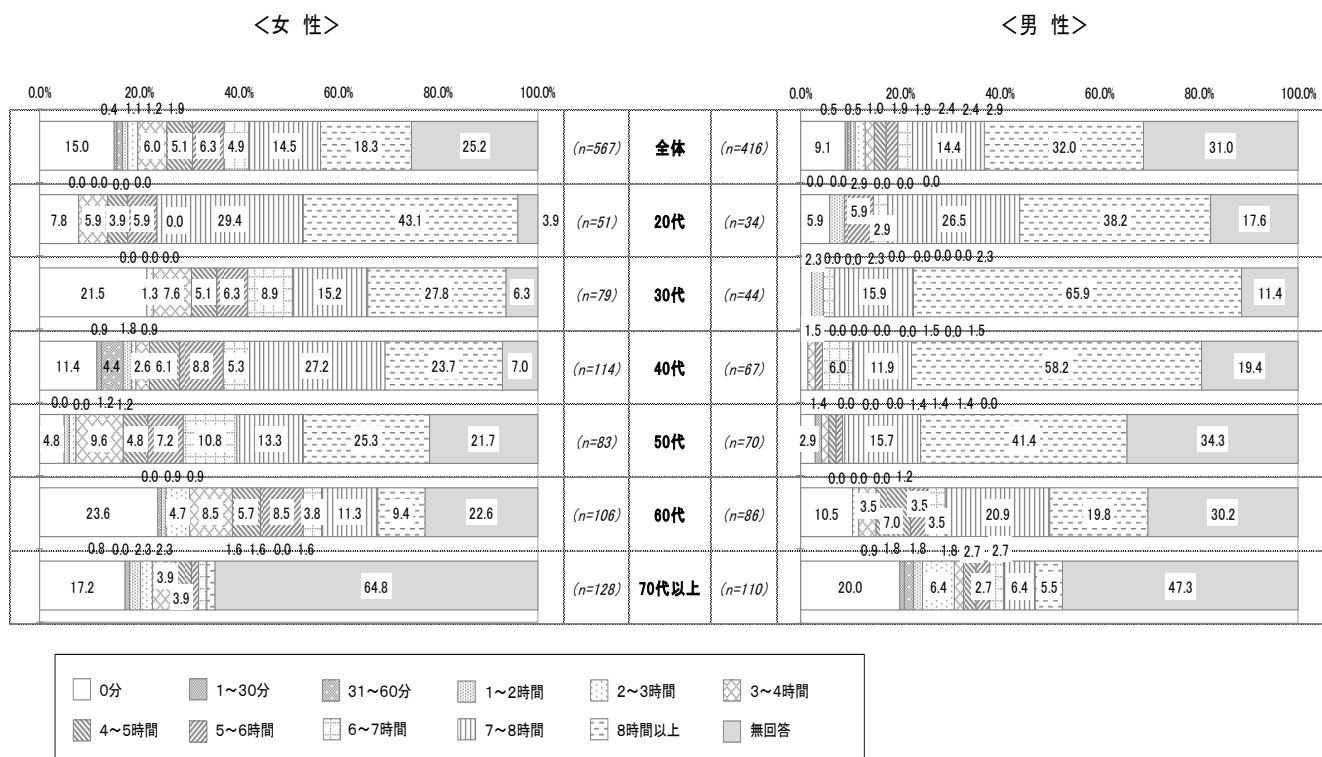 ＜女 性＞ ＜男 性＞
0.0% 20.0% 40.0% 60.0% 80.0% 100.0% 0.0% 20.0% 40.0% 60.0% 80.0% 100.0%
0.4 1.1 1.2 1.9 0.5 0.5 1.0 1.9 1.9 2.4 2.4 2.9
15.0 6.0 5.1 6.3 4.9 14.5 18.3 25.2 (n=567) 全体 (n=416) 9.1 14.4 32.0 31.0
0.0 0.0 0.0 0.0 0.0 0.0 2.9 0.0 0.0 0.0
7.8 5.9 3.9 5.9 0.0 29.4 43.1 3.9 (n=51) 20代 (n=34) 5.9 5.9 2.9 26.5 38.2 17.6
0.0 0.0 0.0 2.3 0.0 0.0 2.3 0.0 0.0 0.0 0.0 2.3
21.5 1.3 7.6 5.1 6.3 8.9 15.2 27.8 6.3 (n=79) 30代 (n=44) 15.9 65.9 11.4
0.9 1.8 0.9 1.5 0.0 0.0 0.0 0.0 1.5 0.0 1.5
11.4 4.4 2.6 6.1 8.8 5.3 27.2 23.7 7.0 (n=114) 40代 (n=67) 6.0 11.9 58.2 19.4
0.0 0.0 1.2 1.2 1.4 0.0 0.0 0.0 1.4 1.4 1.4 0.0
4.8 9.6 4.8 7.2 10.8 13.3 25.3 21.7 (n=83) 50代 (n=70) 2.9 15.7 41.4 34.3
0.0 0.9 0.9 0.0 0.0 0.0 1.2
23.6 4.7 8.5 5.7 8.5 3.8 11.3 9.4 22.6 (n=106) 60代 (n=86) 10.5 3.5 7.0 3.5 3.5 20.9 19.8 30.2
0.8 0.0 2.3 2.3 1.6 1.6 0.0 1.6 0.9 1.8 1.8 1.8 2.7 2.7
17.2 3.9 3.9 64.8 (n=128) 70代以上 (n=110) 20.0 6.4 2.7 6.4 5.5 47.3
0分 1～30分 31～60分 1～2時間 2～3時間 3～4時間
4～5時間 5～6時間 6～7時間 7～8時間 8時間以上 無回答